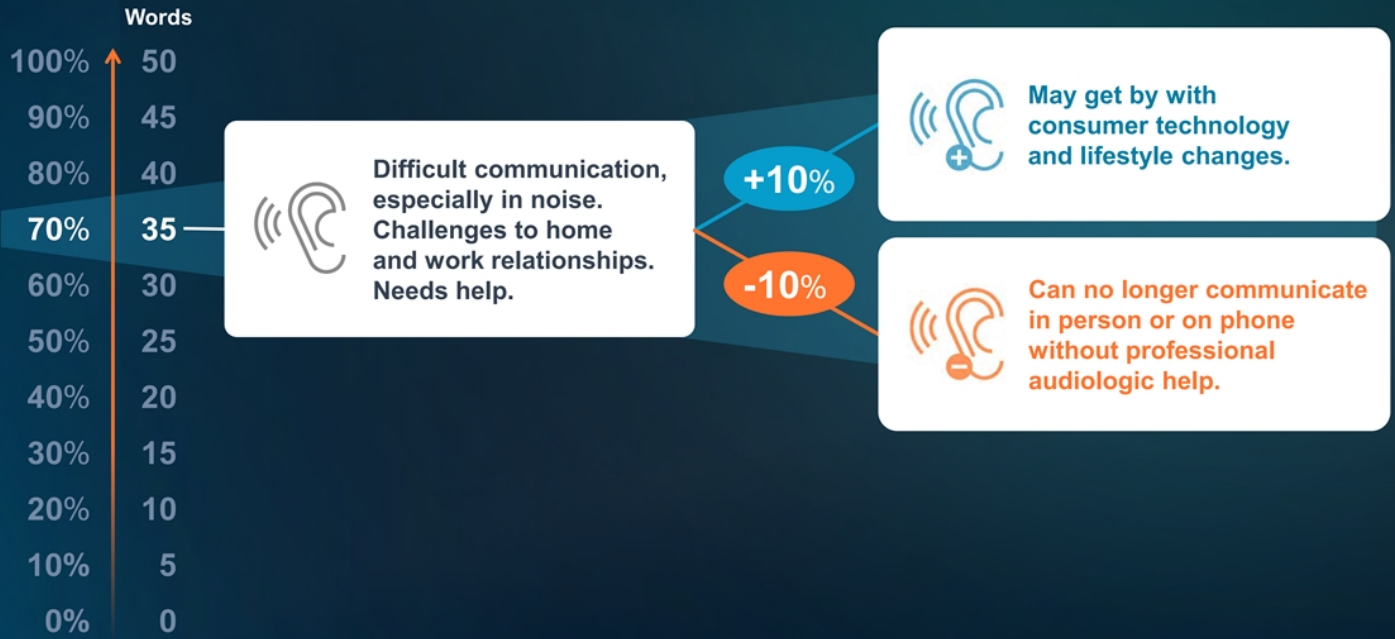 Words
100% 50
90% 45
80% 40
70% 35
60% 30
50% 25
40% 20
30% 15
20% 10
10% 5
0% 0
Difficult communication,
especially in noise.
Challenges to home
and work relationships.
Needs help.
+10%
-10%
May get by with
consumer technology
and lifestyle changes.
Can no longer communicate
in person or on phone
without professional
audiologic help.